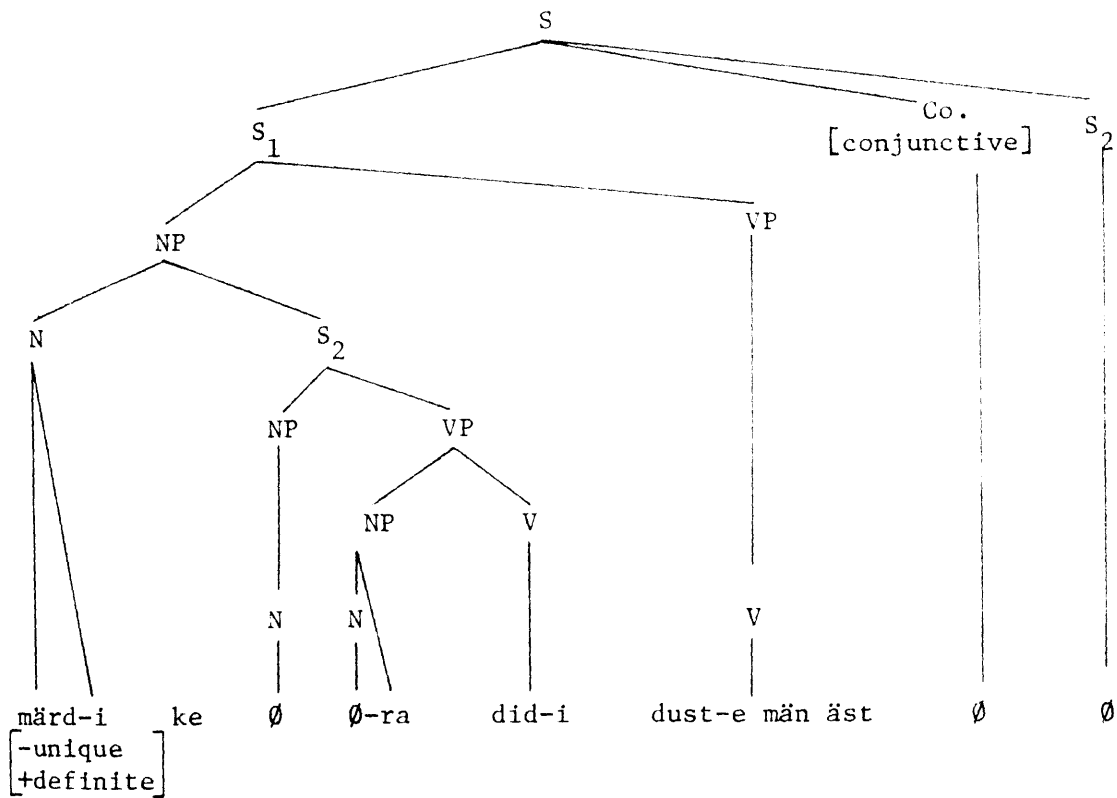 S
S1 Co. S2
[conjunctive]
NP VP
N S2
NP VP
NP V
N N V
märd-i ke Ø Ø-ra did-i dust-e män äst Ø Ø
[-unique
+definite]